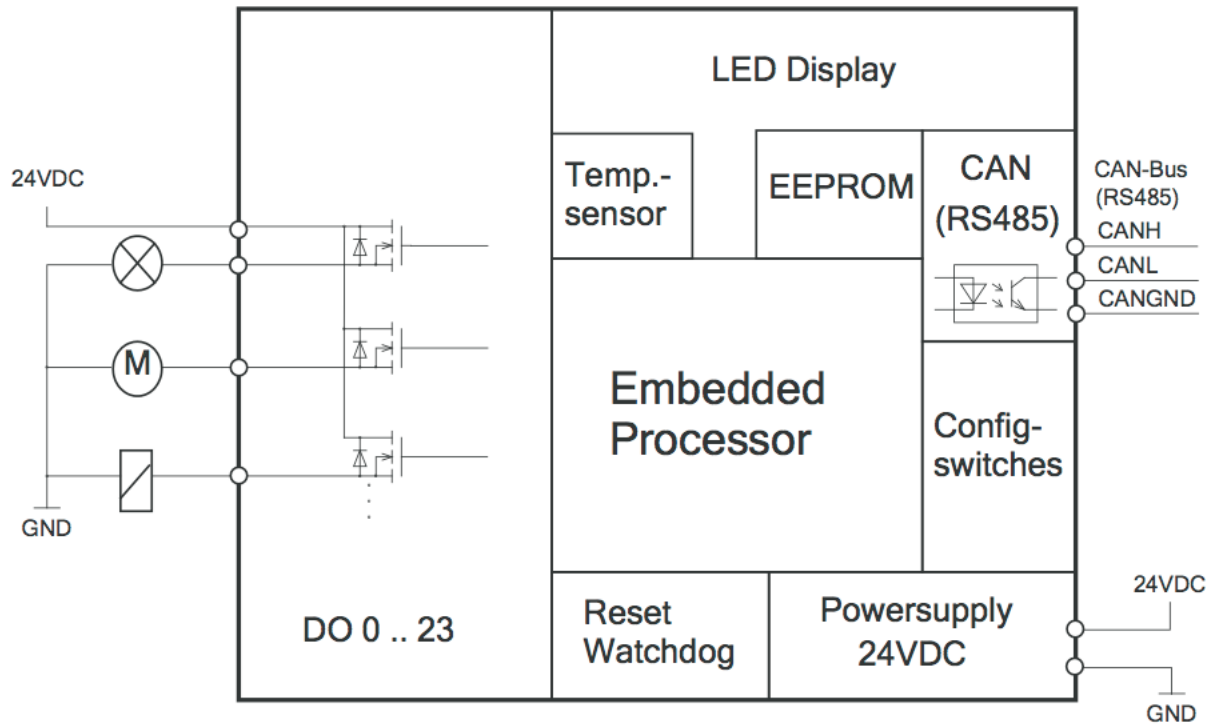 LED Display
Temp.-
sensor
EEPROM
CAN
(RS485)
CAN-Bus
(RS485)
CANH
CANL
CANGND
24VDC
M
GND
Embedded
Processor
Config-
switches
DO 0 .. 23
Reset
Watchdog
Powersupply
24VDC
24VDC
GND